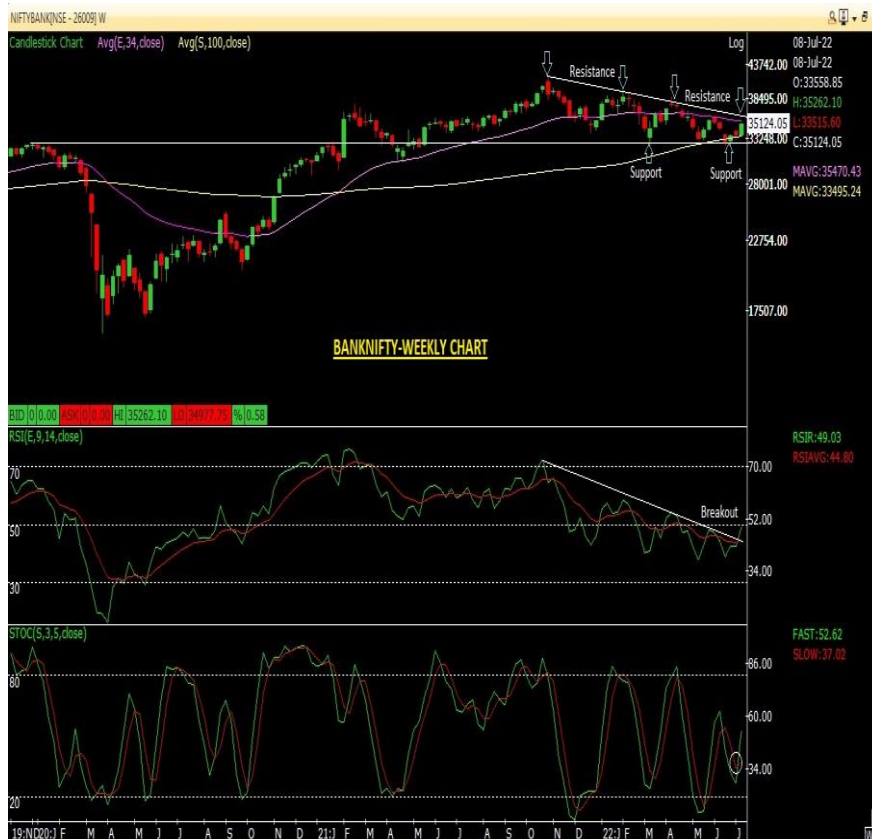 NIFTYBANK[NSE - 26009] W
Candlestick Chart Avg(E,34,close) Avg(S,100,close) Log
08-Jul-22
08-Jul-22
O:33558.85
H:35262.10
L:33515.60
C:35124.05
MAVG:35470.43
MAVG:33495.24
43742.00
38495.00
35124.05
33248.00
28001.00
22754.00
17507.00
Resistance
Resistance
Support
Support
BANKNIFTY-WEEKLY CHART
BID 0 0.00 ASK 0 0.00 HI 35262.10 LO 34977.75 % 0.58
RSI(E,9,14,close)
RSIR:49.03
RSIAVG:44.80
70 70.00
Breakout
50 52.00
34.00
30
STOC(S,3,5,close)
FAST:52.62
SLOW:37.02
86.00
80
60.00
34.00
20
19:N D 20:J F M A M J J A S O N D 21:J F M A M J J A S O N D 22:J F M A M J J